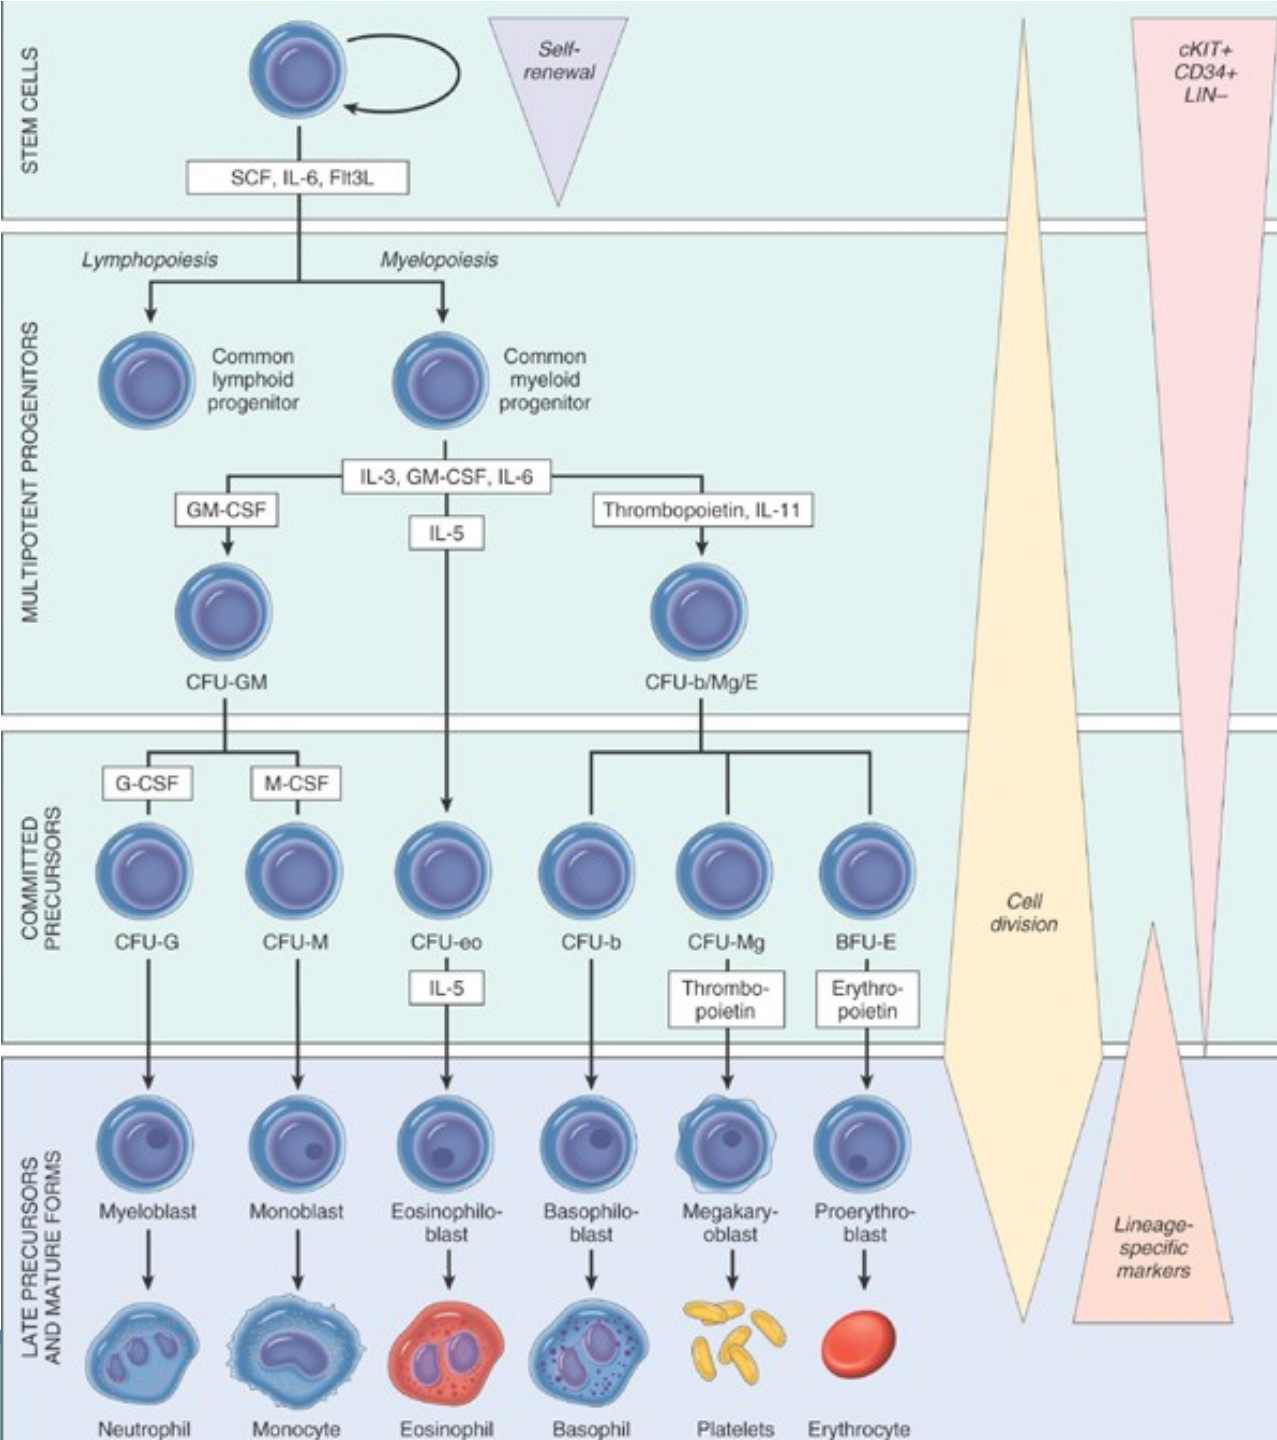 STEM CELLS
Self-
renewal
cKIT+
CD34+
LIN–
SCF, IL-6, Flt3L
MULTIPOTENT PROGENITORS
Lymphopoiesis
Myelopoiesis
Common
lymphoid
progenitor
Common
myeloid
progenitor
IL-3, GM-CSF, IL-6
GM-CSF
IL-5
Thrombopoietin, IL-11
CFU-GM
CFU-b/Mg/E
COMMITTED
PRECURSORS
G-CSF
M-CSF
CFU-G
CFU-M
CFU-eo
CFU-b
CFU-Mg
BFU-E
IL-5
Thrombo-
poietin
Erythro-
poietin
Cell
division
LATE PRECURSORS
AND MATURE FORMS
Myeloblast
Monoblast
Eosinophilo-
blast
Basophilo-
blast
Megakary-
oblast
Proerythro-
blast
Lineage-
specific
markers
Neutrophil
Monocyte
Eosinophil
Basophil
Platelets
Erythrocyte